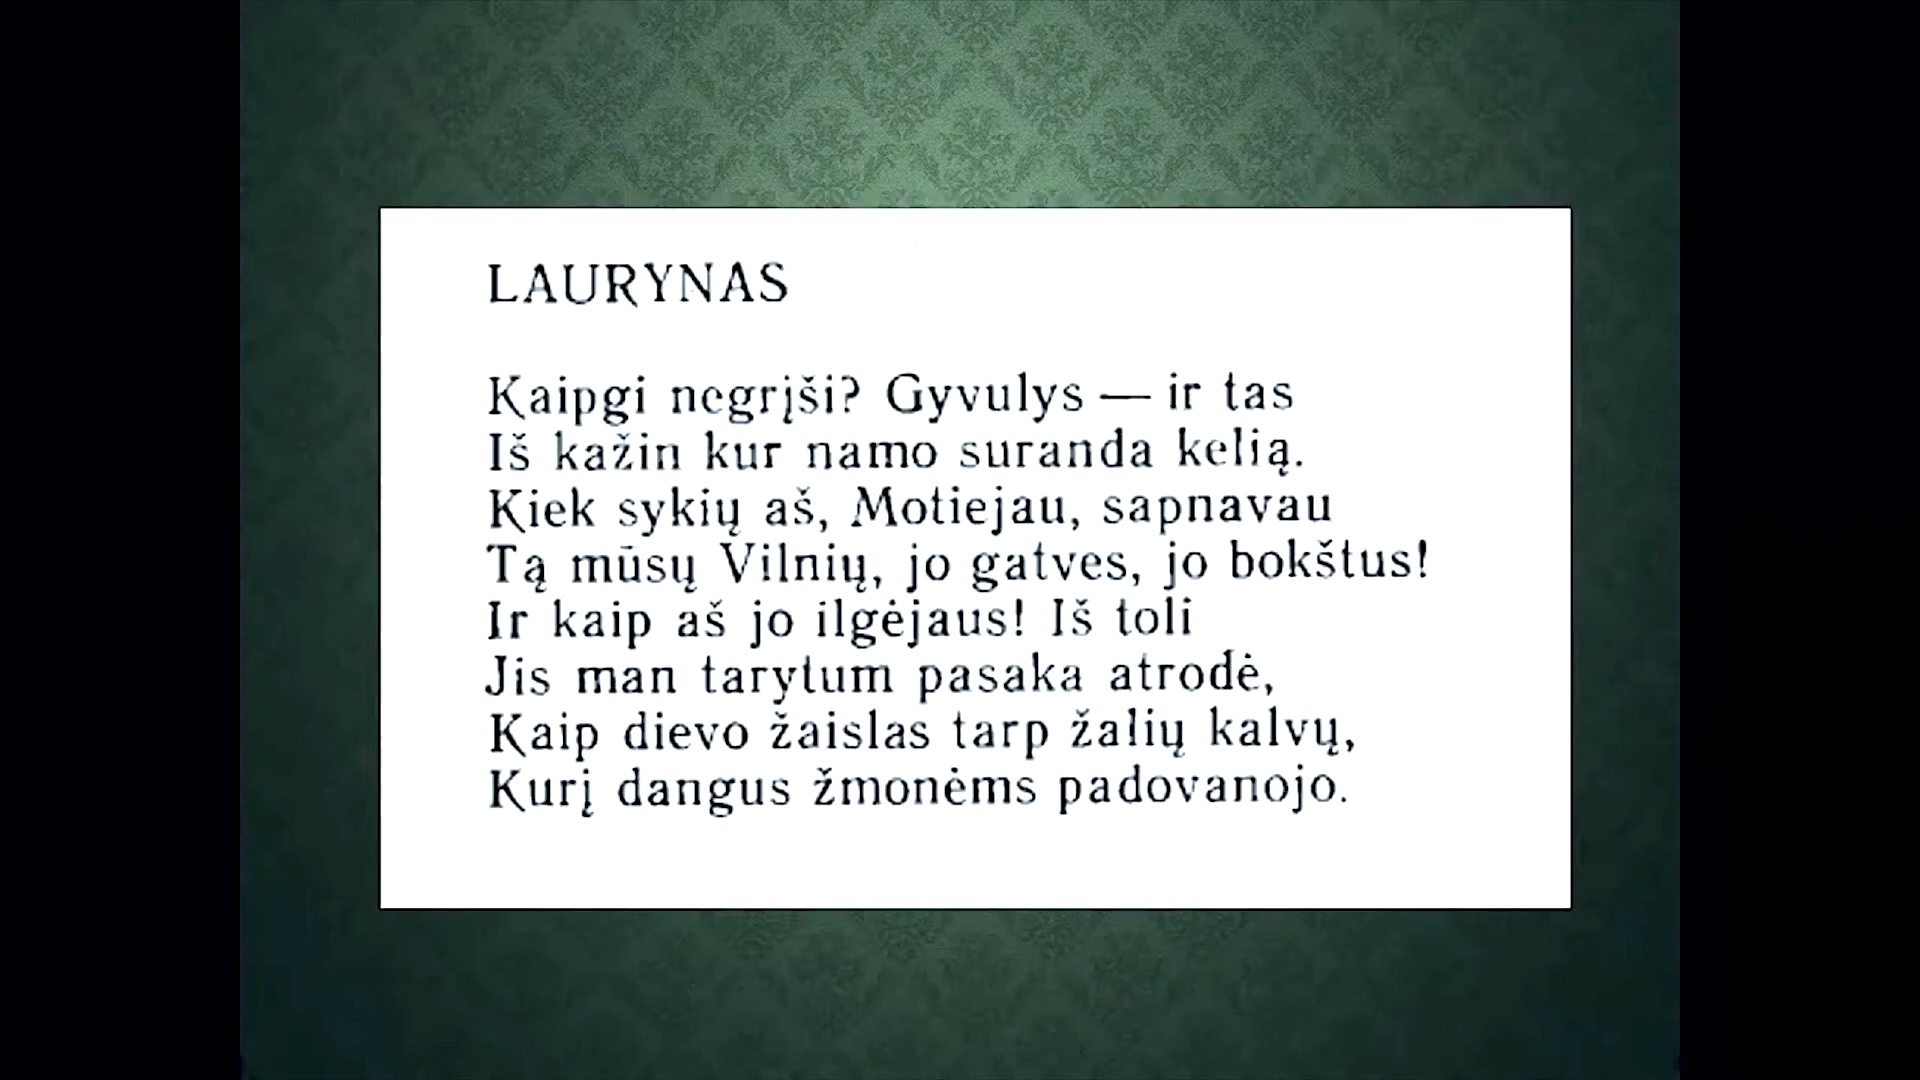 LAURYNAS
Kaipgi negrįši? Gyvulys — ir tas
Iš kažin kur namo suranda kelią.
Kiek sykių aš, Motiejau, sapnavau
Tą mūsų Vilnių, jo gatves, jo bokštus!
Ir kaip aš jo ilgėjaus! Iš toli
Jis man tarytum pasaka atrodė,
Kaip dievo žaislas tarp žalių kalvų,
Kurį dangus žmonėms padovanojo.